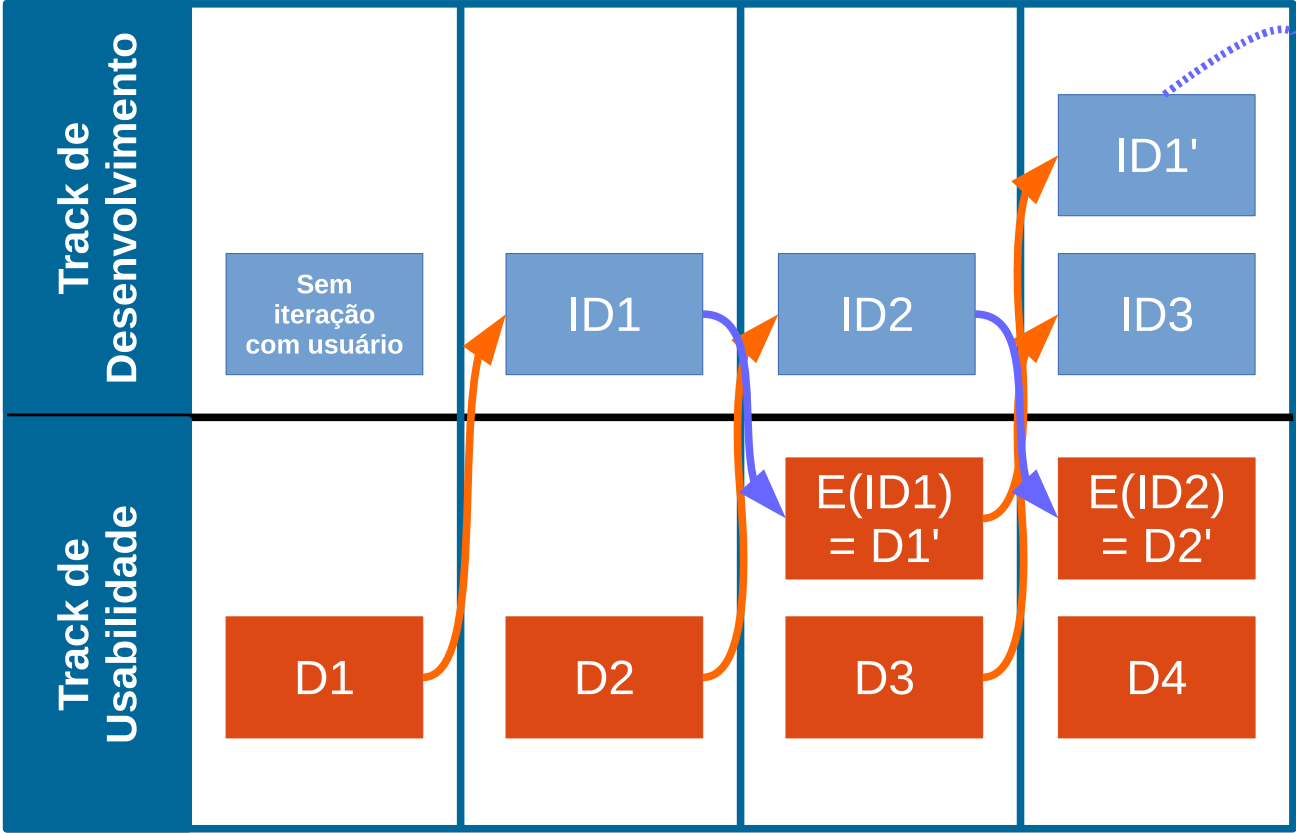 Track de
Desenvolvimento
Sem
iteração
com usuário
ID1
ID2
ID1'
ID3
Track de
Usabilidade
D1
D2
E(ID1)
= D1'
D3
E(ID2)
= D2'
D4